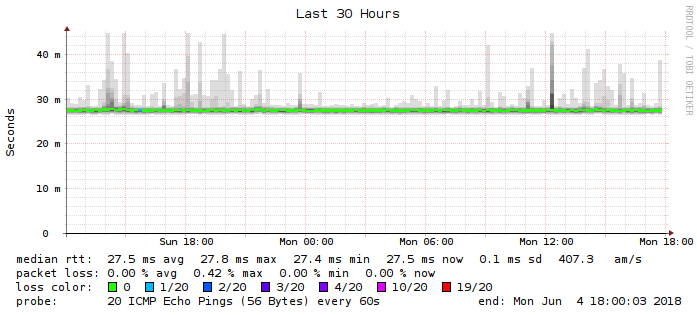 Last 30 Hours
RRDTOOL / TOBI OETIKER
Seconds
40 m
30 m
20 m
10 m
0
Sun 18:00 Mon 00:00 Mon 06:00 Mon 12:00 Mon 18:00
median rtt: 27.5 ms avg 27.8 ms max 27.4 ms min 27.5 ms now 0.1 ms sd 407.3 am/s
packet loss: 0.00 % avg 0.42 % max 0.00 % min 0.00 % now
loss color: 0 1/20 2/20 3/20 4/20 10/20 19/20
probe: 20 ICMP Echo Pings (56 Bytes) every 60s end: Mon Jun 4 18:00:03 2018